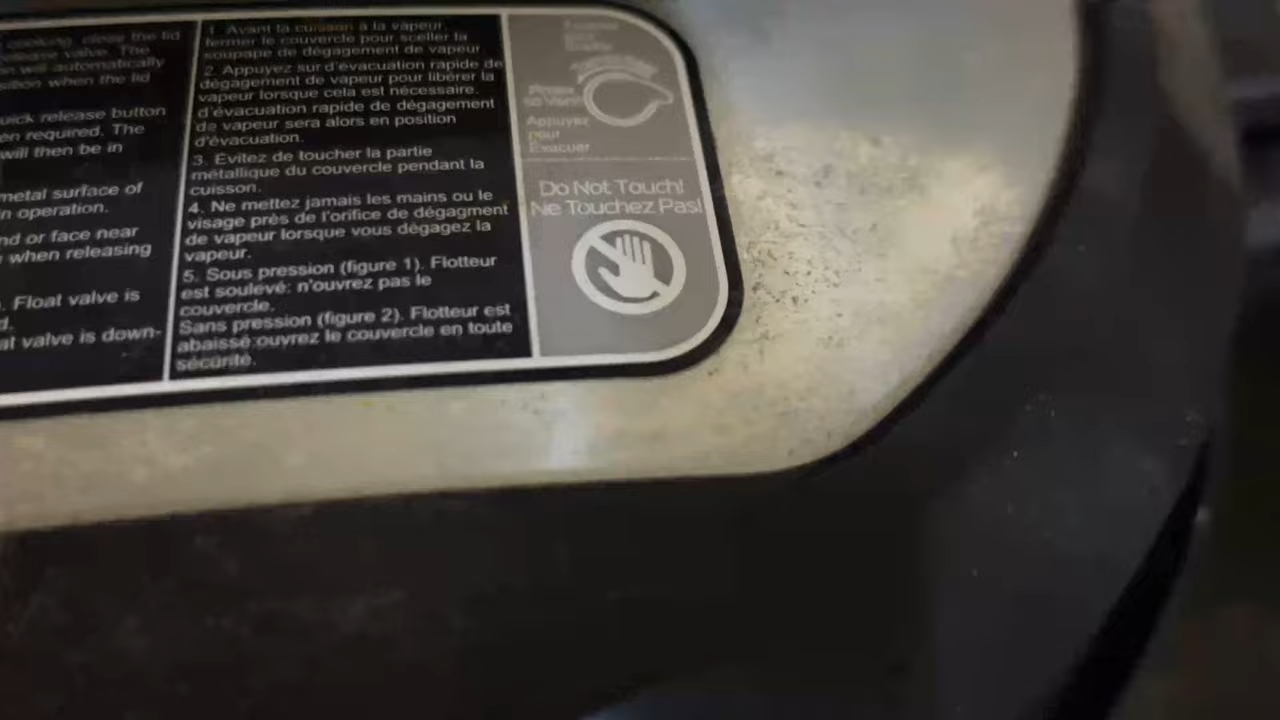 cooking, close the lid
release valve. The
on will automatically
sition when the lid
uick release button
en required. The
will then be in
metal surface of
n operation.
nd or face near
when releasing
. Float valve is
d.
at valve is down-
1. Avant la cuisson à la vapeur,
fermer le couvercle pour sceller la
soupape de dégagement de vapeur
2. Appuyez sur d'évacuation rapide de
dégagement de vapeur pour libérer la
vapeur lorsque cela est nécessaire.
d'évacuation rapide de dégagement
de vapeur sera alors en position
d'évacuation.
3. Évitez de toucher la partie
métallique du couvercle pendant la
cuisson.
4. Ne mettez jamais les mains ou le
visage près de l'orifice de dégagment
de vapeur lorsque vous dégagez la
vapeur.
5. Sous pression (figure 1). Flotteur
est soulevé: n'ouvrez pas le
couvercle.
Sans pression (figure 2). Flotteur est
abaissé:ouvrez le couvercle en toute
sécurité.
Press
to Vent
Appuyez
pour
Évacuer
Do Not Touch!
Ne Touchez Pas!